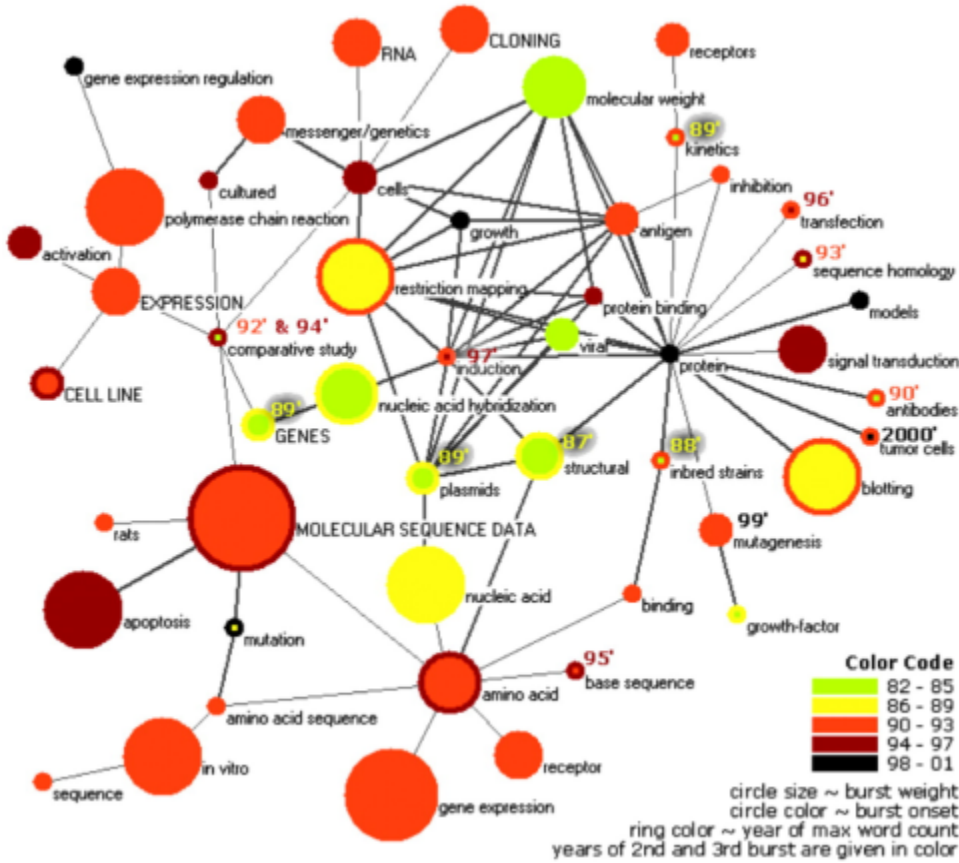 RNA
CLONING
receptors
gene expression regulation
molecular weight
messenger/genetics
89'
kinetics
cultured
cells
inhibition
96'
transfection
polymerase chain reaction
growth
antigen
activation
93'
sequence homology
restriction mapping
EXPRESSION
protein binding
models
92' & 94'
comparative study
viral
97'
induction
protein
signal transduction
CELL LINE
89'
GENES
nucleic acid hybridization
90'
antibodies
2000'
tumor cells
89'
plasmids
87'
structural
88'
inbred strains
blotting
rats
MOLECULAR SEQUENCE DATA
99'
mutagenesis
apoptosis
nucleic acid
binding
growth-factor
mutation
95'
base sequence
amino acid
amino acid sequence
in vitro
receptor
sequence
gene expression
Color Code
82 - 85
86 - 89
90 - 93
94 - 97
98 - 01
circle size ~ burst weight
circle color ~ burst onset
ring color ~ year of max word count
years of 2nd and 3rd burst are given in color